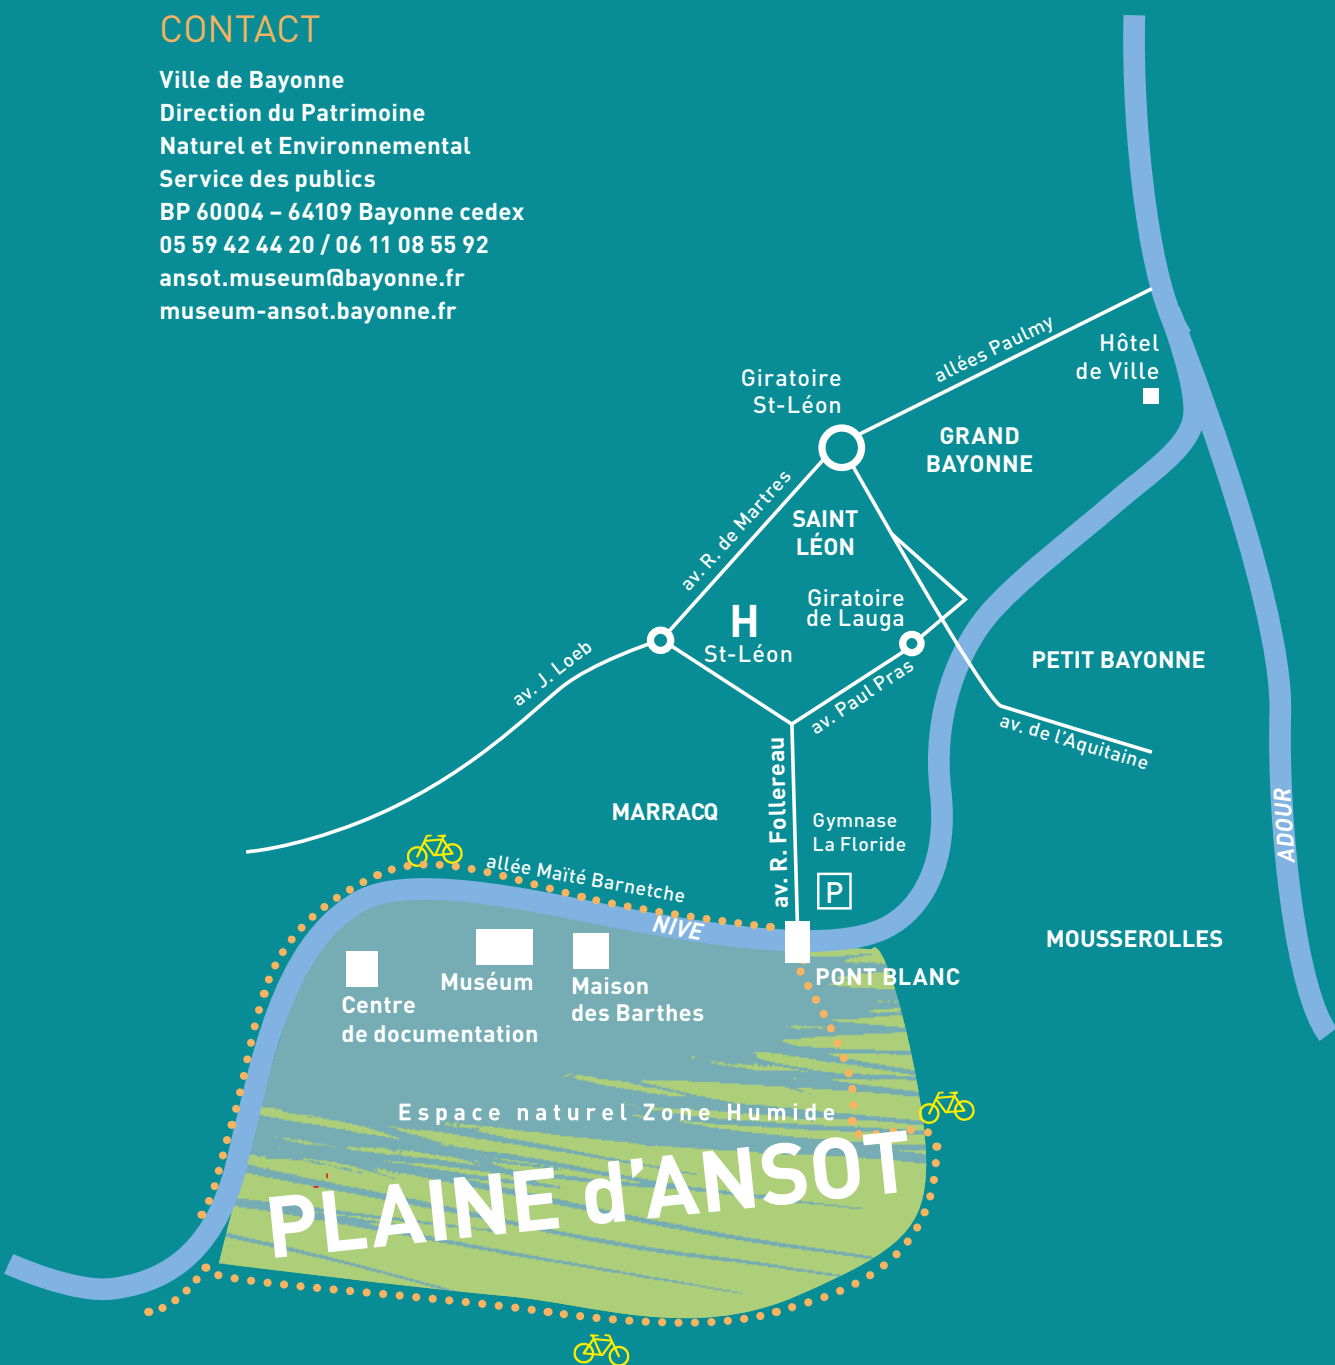 CONTACT
Ville de Bayonne
Direction du Patrimoine
Naturel et Environnemental
Service des publics
BP 60004 – 64109 Bayonne cedex
05 59 42 44 20 / 06 11 08 55 92
ansot.museum@bayonne.fr
museum-ansot.bayonne.fr
allées Paulmy
Hôtel
de Ville
Giratoire
St-Léon
GRAND
BAYONNE
av. R. de Martres
SAINT
LÉON
Giratoire
de Lauga
H
St-Léon
av. J. Loeb
PETIT BAYONNE
av. Paul Pras
av. de l'Aquitaine
av. R. Follereau
ADOUR
MARRACQ
Gymnase
La Floride
P
allée Maïté Barnetche
NIVE
MOUSSEROLLES
PONT BLANC
Muséum
Maison
des Barthes
Centre
de documentation
Espace naturel Zone Humide
PLAINE d'ANSOT